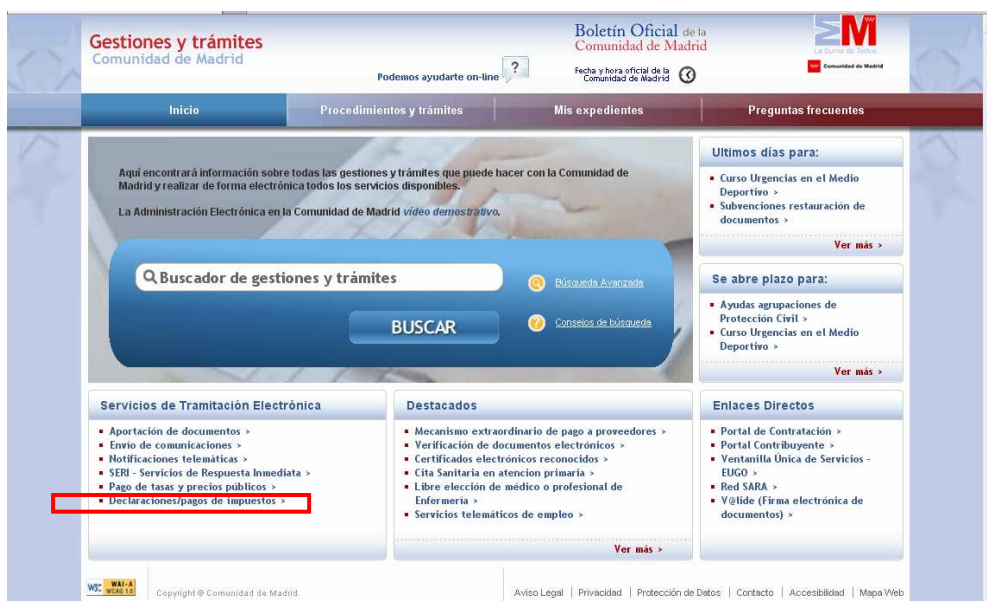 Gestiones y trámites
Comunidad de Madrid
Podemos ayudarte on-line
?
Boletín Oficial de la
Comunidad de Madrid
Fecha y hora oficial de la
Comunidad de Madrid
La Suma de Todos
Comunidad de Madrid
Inicio
Procedimientos y trámites
Mis expedientes
Preguntas frecuentes
Aquí encontrará información sobre todas las gestiones y trámites que puede hacer con la Comunidad de
Madrid y realizar de forma electrónica todos los servicios disponibles.
La Administración Electrónica en la Comunidad de Madrid vídeo demostrativo.
Buscador de gestiones y trámites
BUSCAR
Búsqueda Avanzada
Consejos de búsqueda
Ultimos días para:
Curso Urgencias en el Medio
Deportivo >
Subvenciones restauración de
documentos >
Ver más >
Se abre plazo para:
Ayudas agrupaciones de
Protección Civil >
Curso Urgencias en el Medio
Deportivo >
Ver más >
Servicios de Tramitación Electrónica
Aportación de documentos >
Envío de comunicaciones >
Notificaciones telemáticas >
SERI - Servicios de Respuesta Inmediata >
Pago de tasas y precios públicos >
Declaraciones/pagos de impuestos >
Destacados
Mecanismo extraordinario de pago a proveedores >
Verificación de documentos electrónicos >
Certificados electrónicos reconocidos >
Cita Sanitaria en atencion primaria >
Libre elección de médico o profesional de
Enfermería >
Servicios telemáticos de empleo >
Ver más >
Enlaces Directos
Portal de Contratación >
Portal Contribuyente >
Ventanilla Única de Servicios -
EUGO >
Red SARA >
V@lide (Firma electrónica de
documentos) >
W3C WAI-A
WCAG 1.0
Copyright © Comunidad de Madrid.
Aviso Legal | Privacidad | Protección de Datos | Contacto | Accesibilidad | Mapa Web